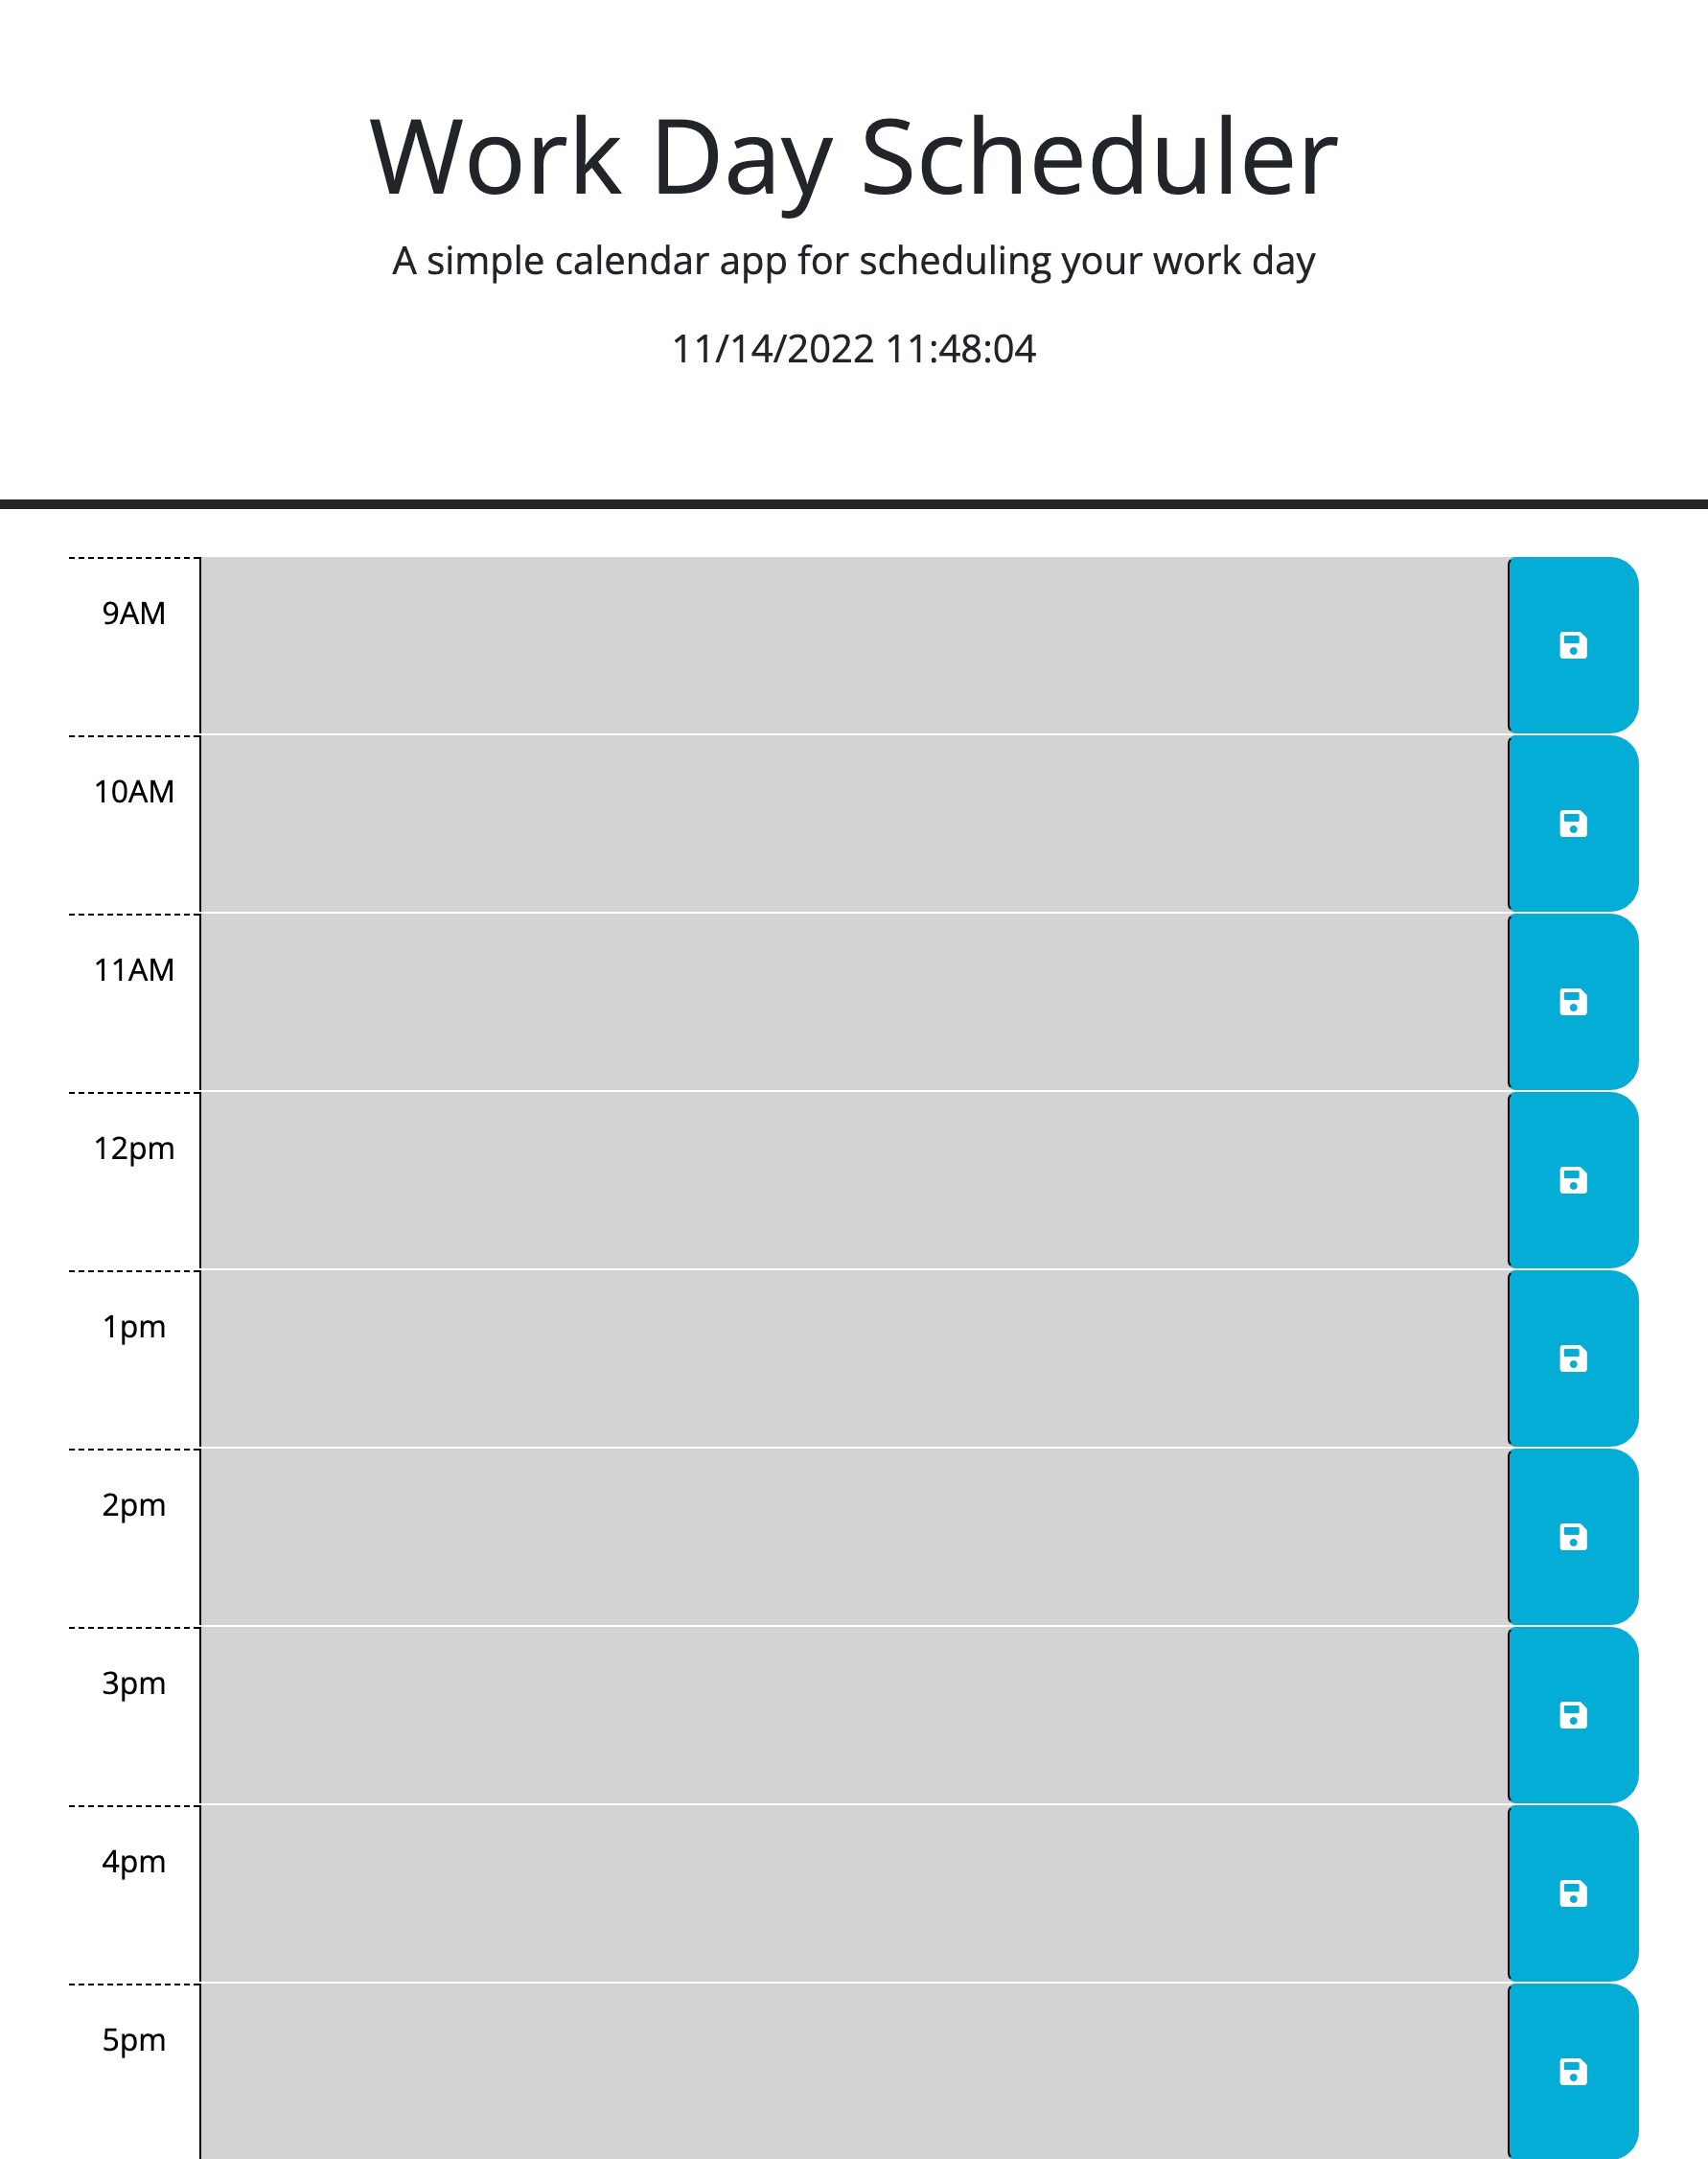 Work Day Scheduler
A simple calendar app for scheduling your work day
11/14/2022 11:48:04
9AM
10AM
11AM
12pm
1pm
2pm
3pm
4pm
5pm